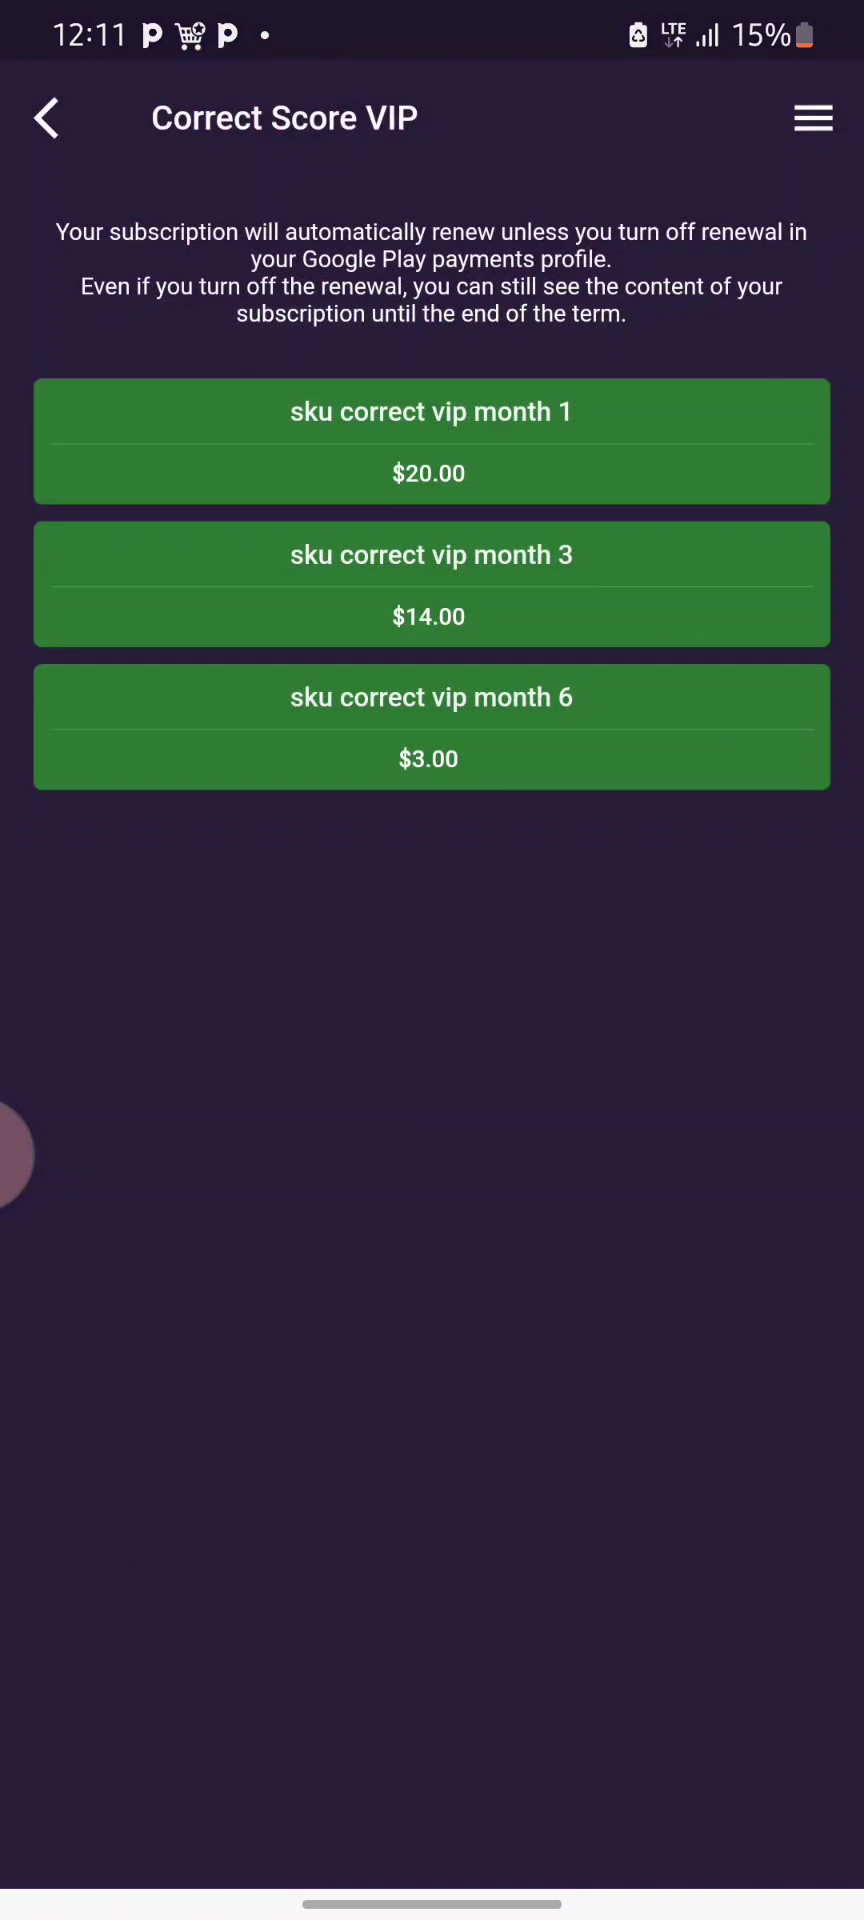 12:11
LTE
15%
Correct Score VIP
Your subscription will automatically renew unless you turn off renewal in
your Google Play payments profile.
Even if you turn off the renewal, you can still see the content of your
subscription until the end of the term.
sku correct vip month 1
$20.00
sku correct vip month 3
$14.00
sku correct vip month 6
$3.00